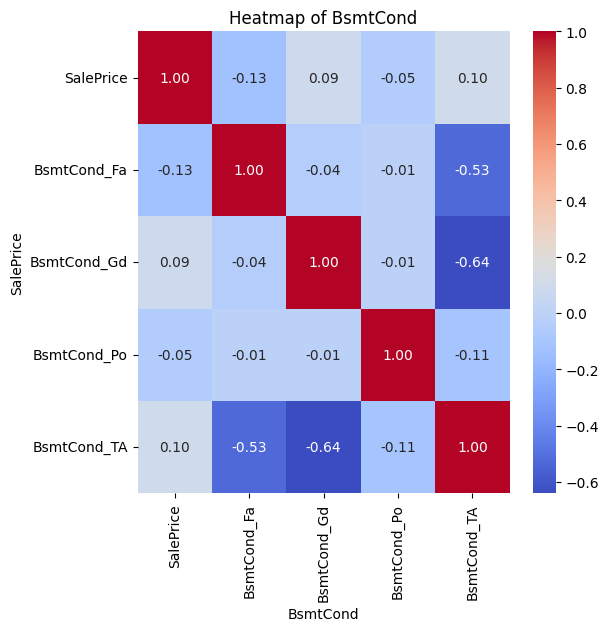 Heatmap of BsmtCond
SalePrice
SalePrice 1.00 -0.13 0.09 -0.05 0.10
BsmtCond_Fa -0.13 1.00 -0.04 -0.01 -0.53
BsmtCond_Gd 0.09 -0.04 1.00 -0.01 -0.64
BsmtCond_Po -0.05 -0.01 -0.01 1.00 -0.11
BsmtCond_TA 0.10 -0.53 -0.64 -0.11 1.00
SalePrice BsmtCond_Fa BsmtCond_Gd BsmtCond_Po BsmtCond_TA
BsmtCond
1.0
0.8
0.6
0.4
0.2
0.0
−0.2
−0.4
−0.6